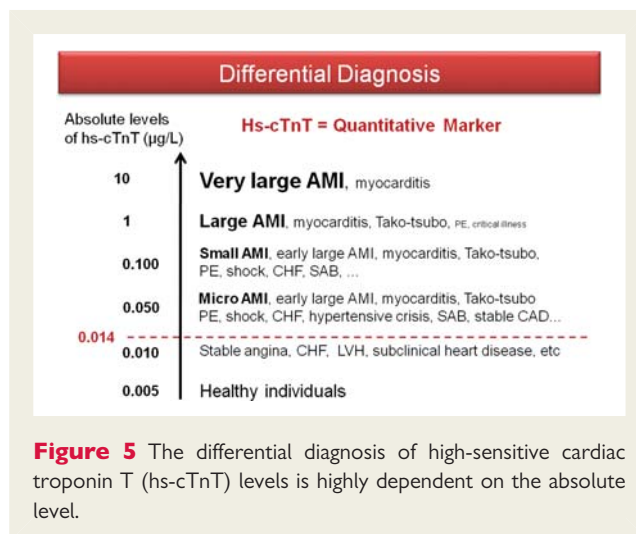 Differential Diagnosis
Absolute levels
of hs-cTnT (µg/L)
Hs-cTnT = Quantitative Marker
10
Very large AMI, myocarditis
1
Large AMI, myocarditis, Tako-tsubo, PE, critical illness
0.100
Small AMI, early large AMI, myocarditis, Tako-tsubo,
PE, shock, CHF, SAB, ...
0.050
Micro AMI, early large AMI, myocarditis, Tako-tsubo
PE, shock, CHF, hypertensive crisis, SAB, stable CAD...
0.014
0.010
Stable angina, CHF, LVH, subclinical heart disease, etc
0.005
Healthy individuals
Figure 5 The differential diagnosis of high-sensitive cardiac
troponin T (hs-cTnT) levels is highly dependent on the absolute
level.